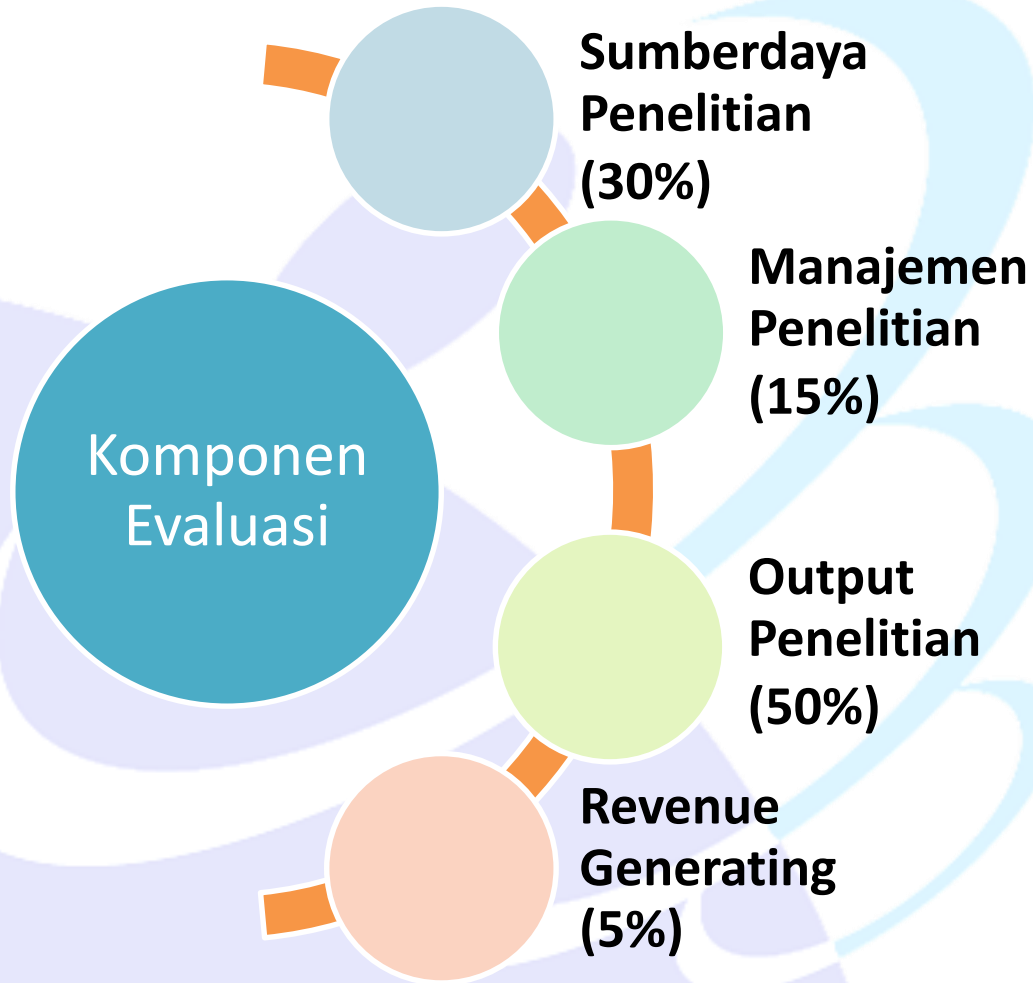 Komponen
Evaluasi
Sumberdaya
Penelitian
(30%)
Manajemen
Penelitian
(15%)
Output
Penelitian
(50%)
Revenue
Generating
(5%)